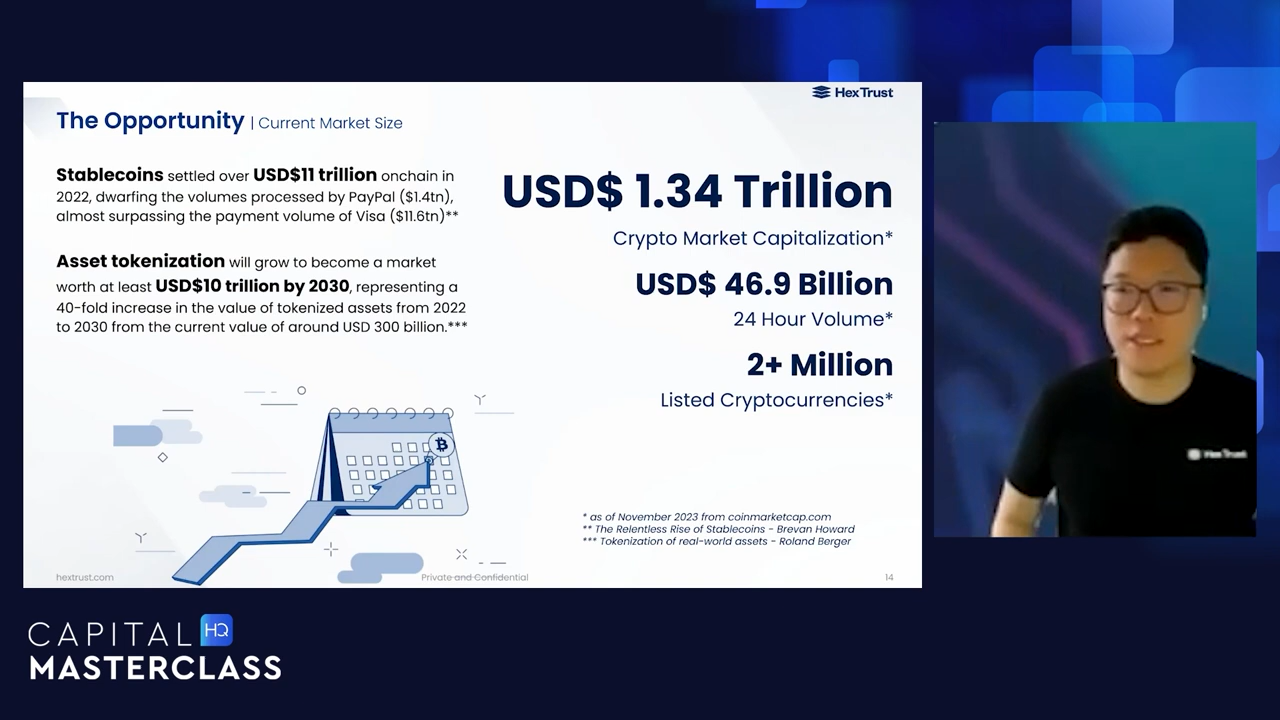 HexTrust
The Opportunity | Current Market Size
Stablecoins settled over USD$11 trillion onchain in
2022, dwarfing the volumes processed by PayPal ($1.4tn),
almost surpassing the payment volume of Visa ($11.6tn)**
Asset tokenization will grow to become a market
worth at least USD$10 trillion by 2030, representing a
40-fold increase in the value of tokenized assets from 2022
to 2030 from the current value of around USD 300 billion.***
USD$ 1.34 Trillion
Crypto Market Capitalization*
USD$ 46.9 Billion
24 Hour Volume*
2+ Million
Listed Cryptocurrencies*
* as of November 2023 from coinmarketcap.com
** The Relentless Rise of Stablecoins - Brevan Howard
*** Tokenization of real-world assets - Roland Berger
hextrust.com
Private and Confidential
14
Hex Trust
CAPITAL HQ
MASTERCLASS